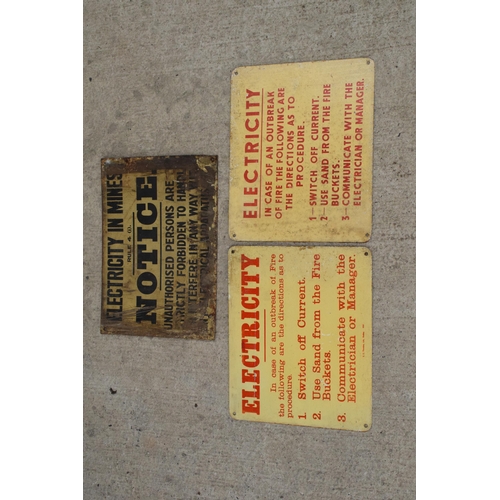 ELECTRICITY IN MINES
RULE 4 (I).
NOTICE
UNAUTHORISED PERSONS ARE
STRICTLY FORBIDDEN TO
IN ANY WAY
ELECTRICITY
IN CASE OF AN OUTBREAK
OF FIRE THE FOLLOWING ARE
THE DIRECTIONS AS TO
PROCEDURE.
1—SWITCH OFF CURRENT.
2—USE SAND FROM THE FIRE
BUCKETS.
3—COMMUNICATE WITH THE
ELECTRICIAN OR MANAGER.
ELECTRICITY
In case of an outbreak of Fire
the following are the directions as to
procedure.
1. Switch off Current.
2. Use Sand from the Fire
Buckets.
3. Communicate with the
Electrician or Manager.